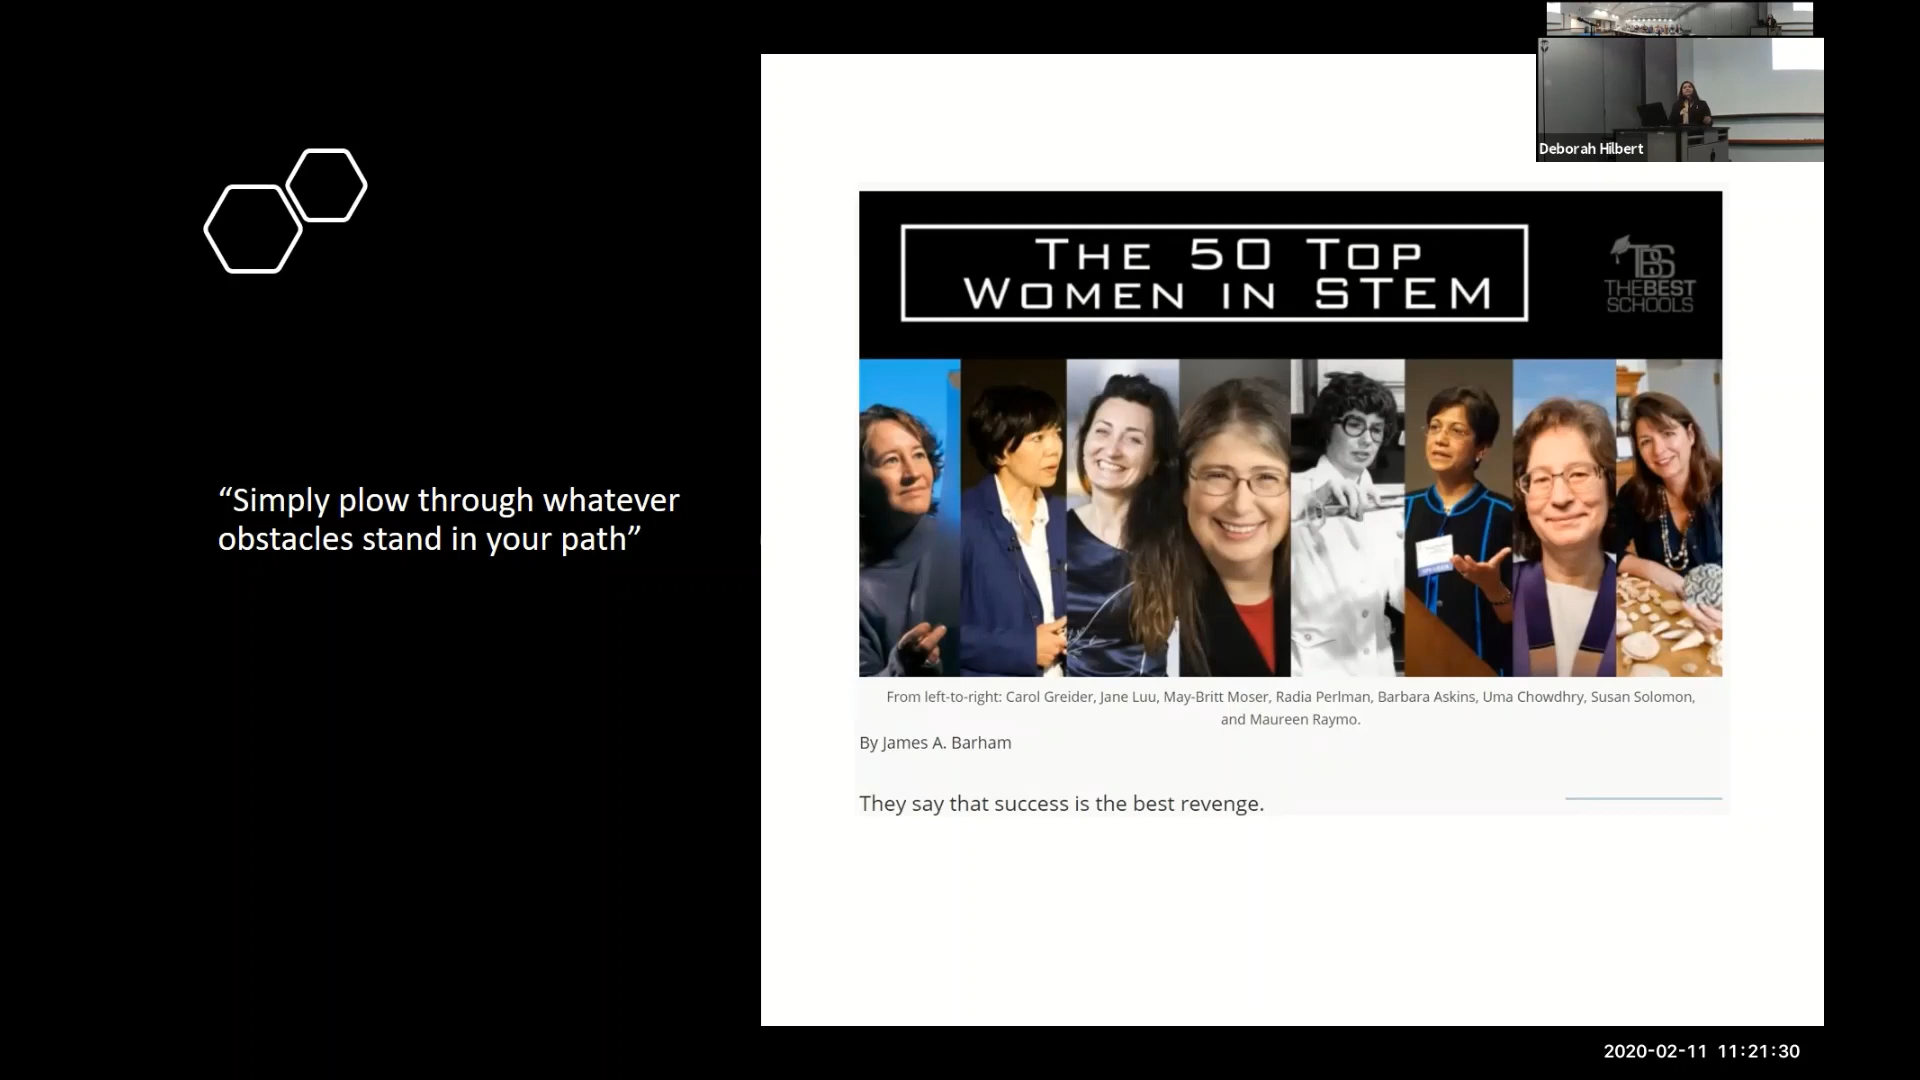 Deborah Hilbert
“Simply plow through whatever
obstacles stand in your path”
THE 50 TOP
WOMEN IN STEM
TBS
THEBEST
SCHOOLS
From left-to-right: Carol Greider, Jane Luu, May-Britt Moser, Radia Perlman, Barbara Askins, Uma Chowdhry, Susan Solomon,
and Maureen Raymo.
By James A. Barham
They say that success is the best revenge.
2020-02-11 11:21:30